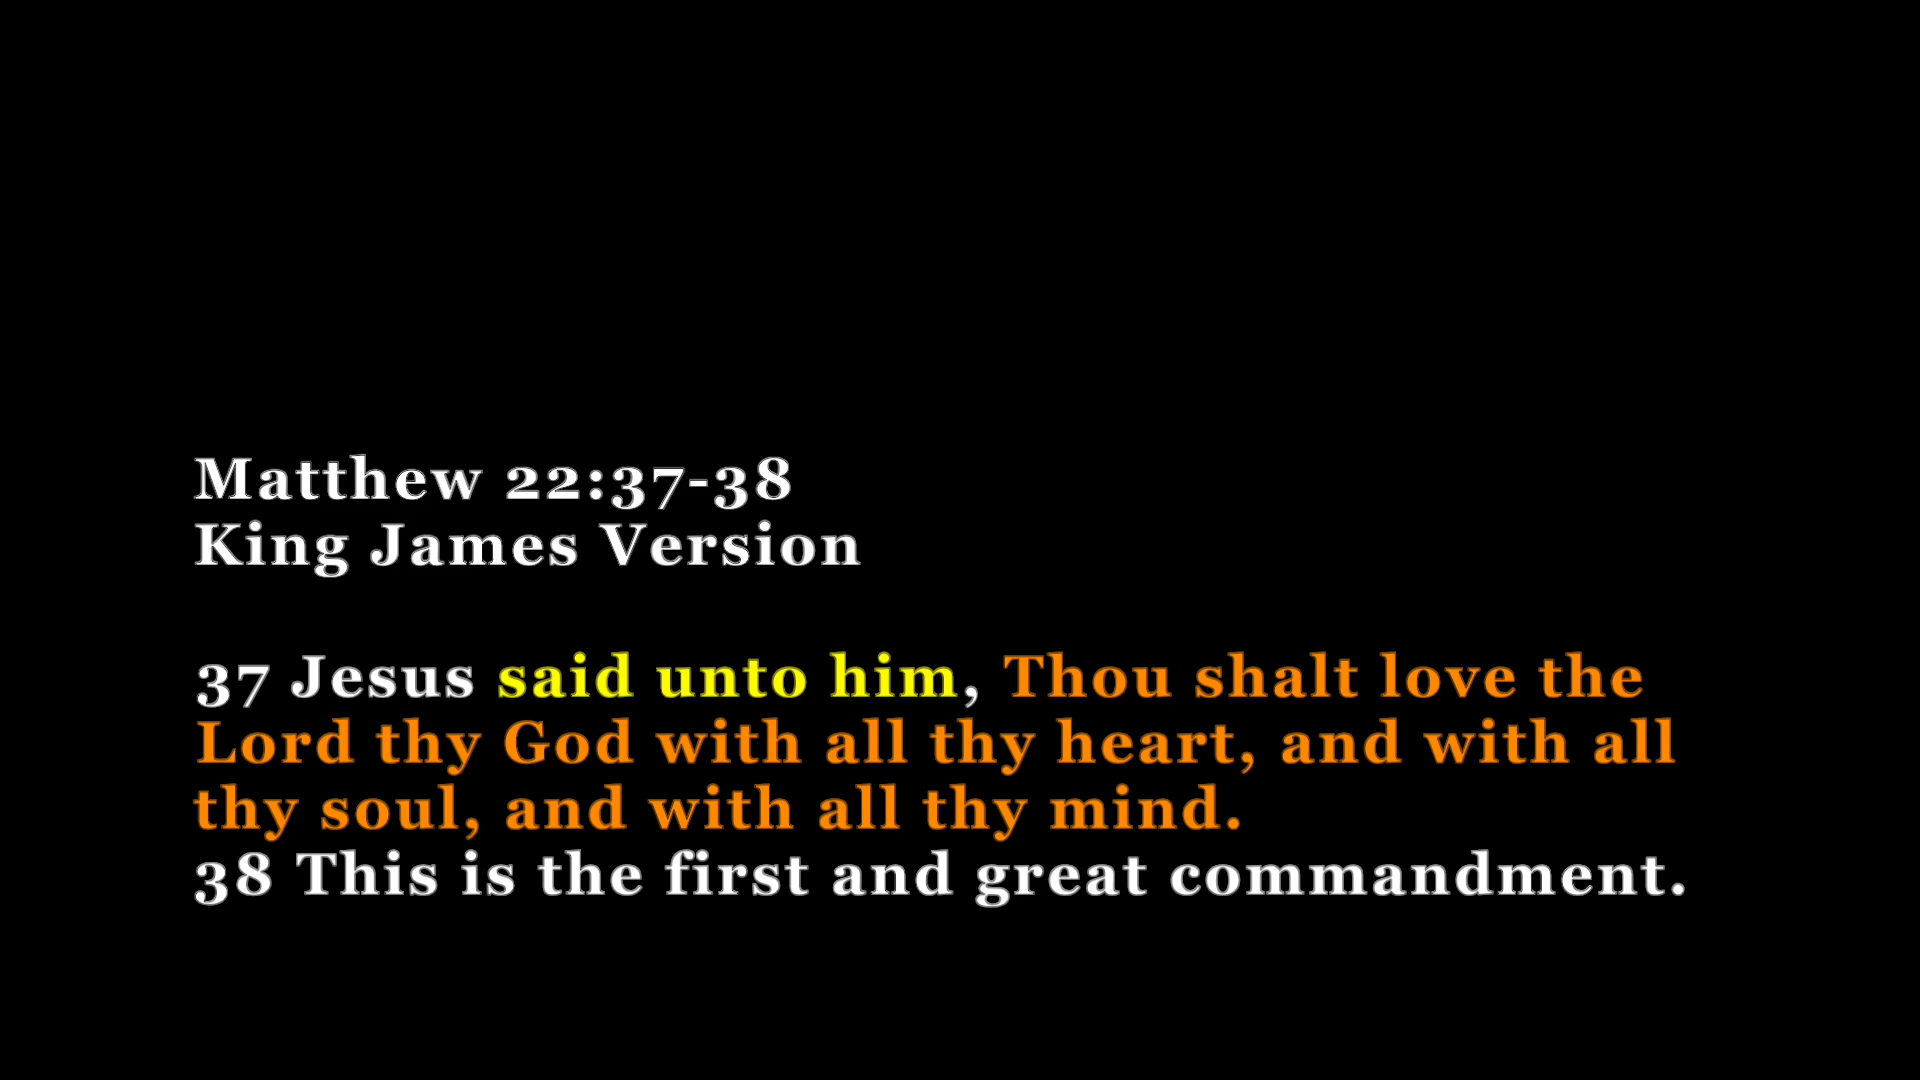 Matthew 22:37-38
King James Version
37 Jesus said unto him, Thou shalt love the
Lord thy God with all thy heart, and with all
thy soul, and with all thy mind.
38 This is the first and great commandment.